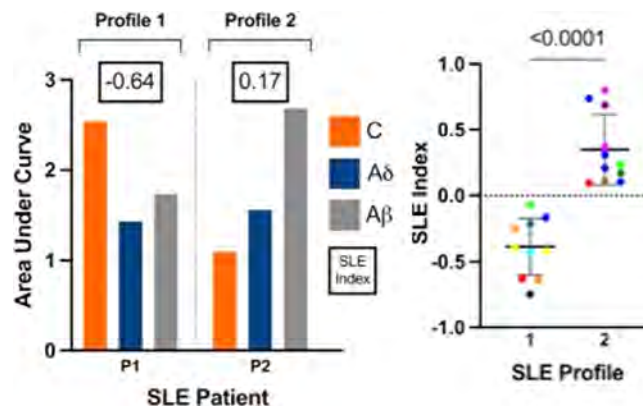 Profile 1 Profile 2
-0.64 0.17
3
2
1
0
Area Under Curve
P1 P2
SLE Patient
C
Aδ
Aβ
SLE
Index
<0.0001
1.0
0.5
0.0
-0.5
-1.0
SLE Index
1 2
SLE Profile